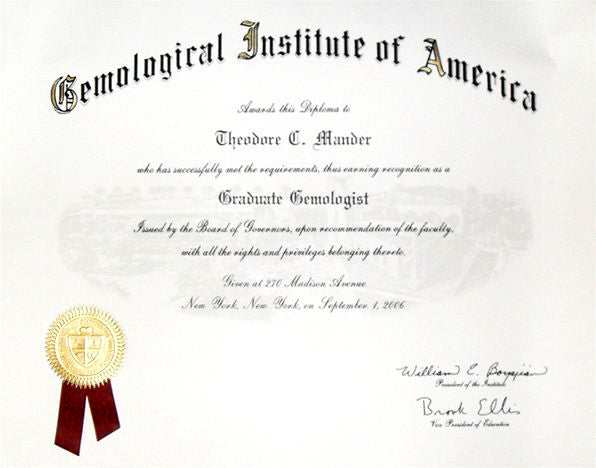 Gemological Institute of America
Awards this Diploma to
Theodore C. Mander
who has successfully met the requirements, thus earning recognition as a
Graduate Gemologist
Issued by the Board of Governors, upon recommendation of the faculty,
with all the rights and privileges belonging thereto.
Given at 270 Madison Avenue
New York, New York, on September 1, 2006
William E. Boyajian
President of the Institute
Brook Ellis
Vice President of Education